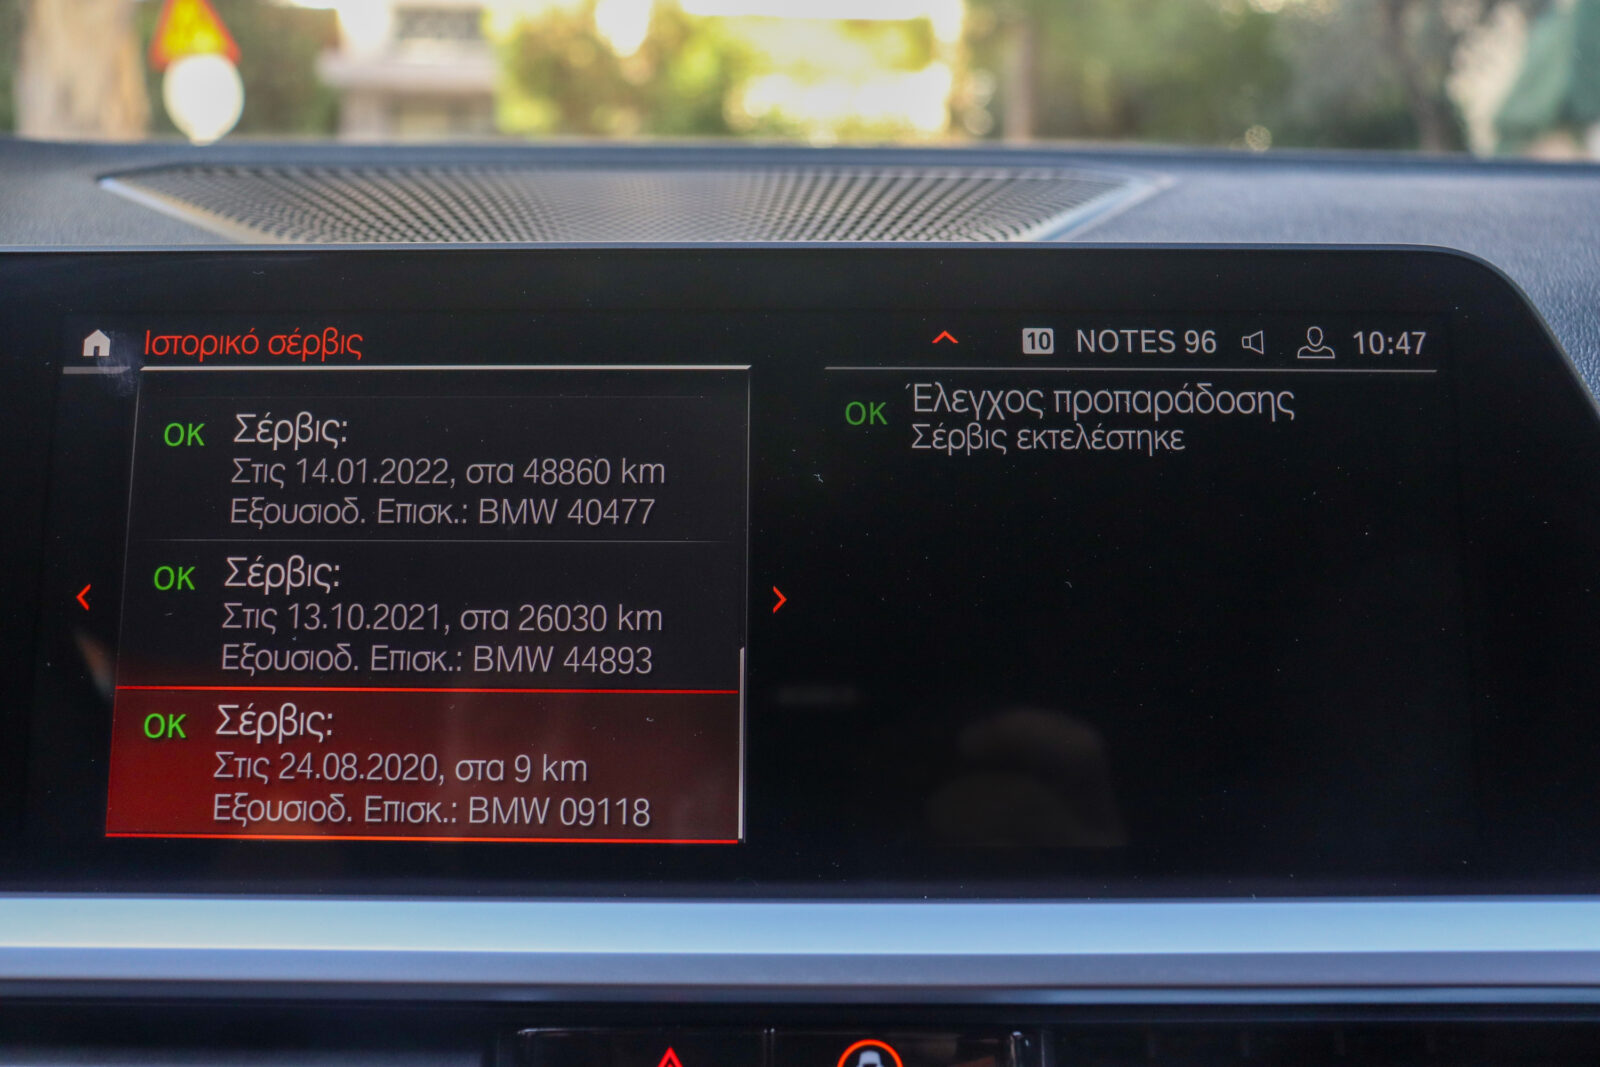 Ιστορικό σέρβις
10 NOTES 96 10:47
OK Σέρβις:
Στις 14.01.2022, στα 48860 km
Εξουσιοδ. Επισκ.: BMW 40477
OK Σέρβις:
Στις 13.10.2021, στα 26030 km
Εξουσιοδ. Επισκ.: BMW 44893
OK Σέρβις:
Στις 24.08.2020, στα 9 km
Εξουσιοδ. Επισκ.: BMW 09118
OK Έλεγχος προπαράδοσης
Σέρβις εκτελέστηκε